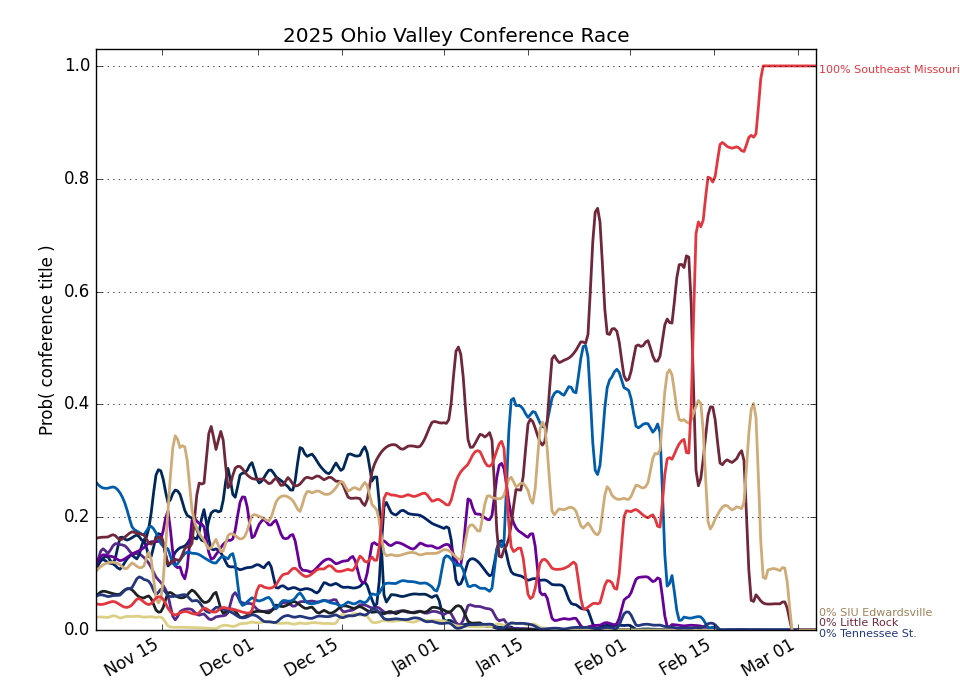 2025 Ohio Valley Conference Race
Prob( conference title )
1.0
0.8
0.6
0.4
0.2
0.0
100% Southeast Missouri
0% SIU Edwardsville
0% Little Rock
0% Tennessee St.
Nov 15
Dec 01
Dec 15
Jan 01
Jan 15
Feb 01
Feb 15
Mar 01